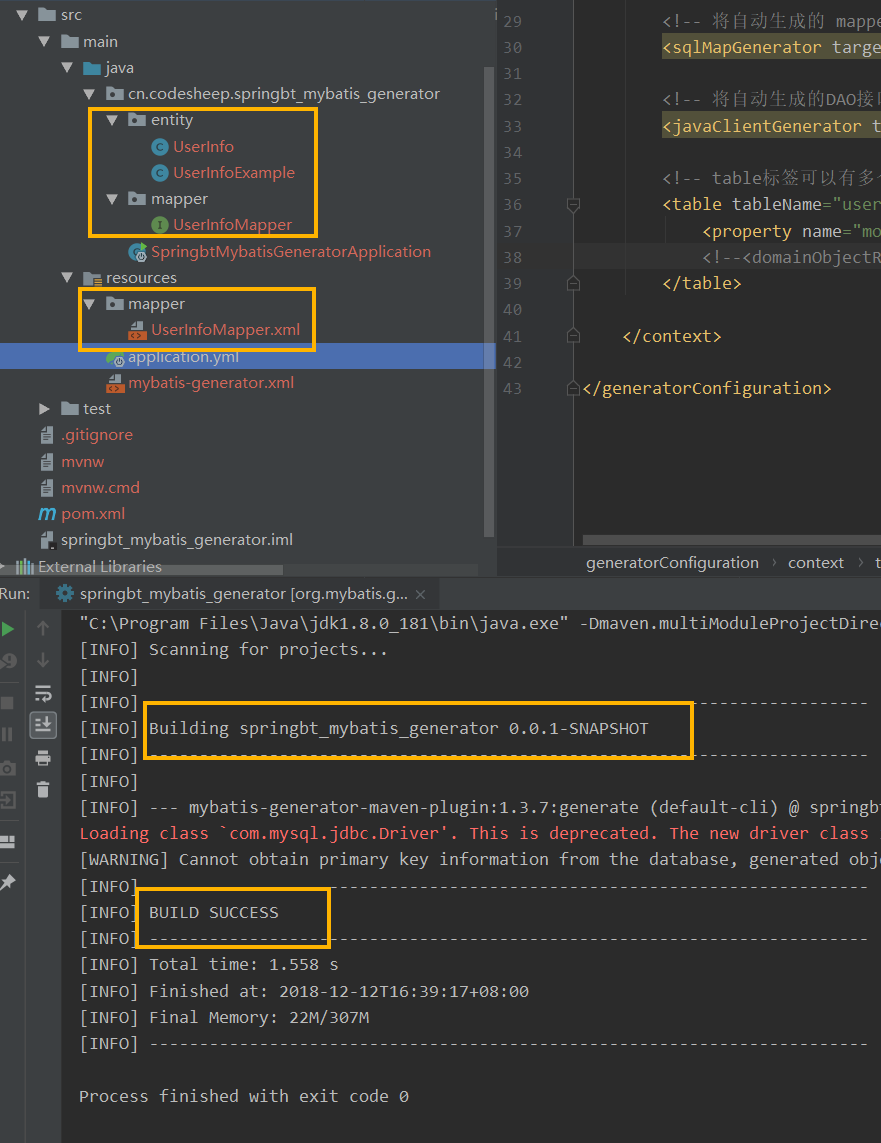 src
main
java
cn.codesheep.springbt_mybatis_generator
entity
UserInfo
UserInfoExample
mapper
UserInfoMapper
SpringbtMybatisGeneratorApplication
resources
mapper
UserInfoMapper.xml
application.yml
mybatis-generator.xml
test
.gitignore
mvnw
mvnw.cmd
pom.xml
springbt_mybatis_generator.iml
External Libraries
29 <!-- 将自动生成的 mappe
30 <sqlMapGenerator targe
31
32 <!-- 将自动生成的DAO接
33 <javaClientGenerator t
34
35 <!-- table标签可以有多
36 <table tableName="user
37 <property name="mo
38 <!--<domainObjectR
39 </table>
40
41 </context>
42
43 </generatorConfiguration>
generatorConfiguration › context › t
Run: springbt_mybatis_generator [org.mybatis.g... ×
"C:\Program Files\Java\jdk1.8.0_181\bin\java.exe" -Dmaven.multiModuleProjectDirec
[INFO] Scanning for projects...
[INFO]
[INFO] ------------------------------------------------------------------------
[INFO] Building springbt_mybatis_generator 0.0.1-SNAPSHOT
[INFO] ------------------------------------------------------------------------
[INFO]
[INFO] --- mybatis-generator-maven-plugin:1.3.7:generate (default-cli) @ springb
Loading class `com.mysql.jdbc.Driver'. This is deprecated. The new driver class
[WARNING] Cannot obtain primary key information from the database, generated obj
[INFO] ------------------------------------------------------------------------
[INFO] BUILD SUCCESS
[INFO] ------------------------------------------------------------------------
[INFO] Total time: 1.558 s
[INFO] Finished at: 2018-12-12T16:39:17+08:00
[INFO] Final Memory: 22M/307M
[INFO] ------------------------------------------------------------------------
Process finished with exit code 0